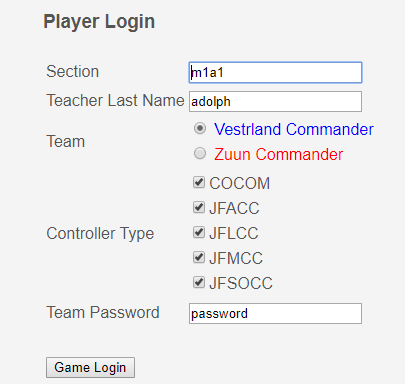 Player Login
Section m1a1
Teacher Last Name adolph
Team Vestrland Commander
Zuun Commander
COCOM
JFACC
Controller Type JFLCC
JFMCC
JFSOCC
Team Password password
Game Login